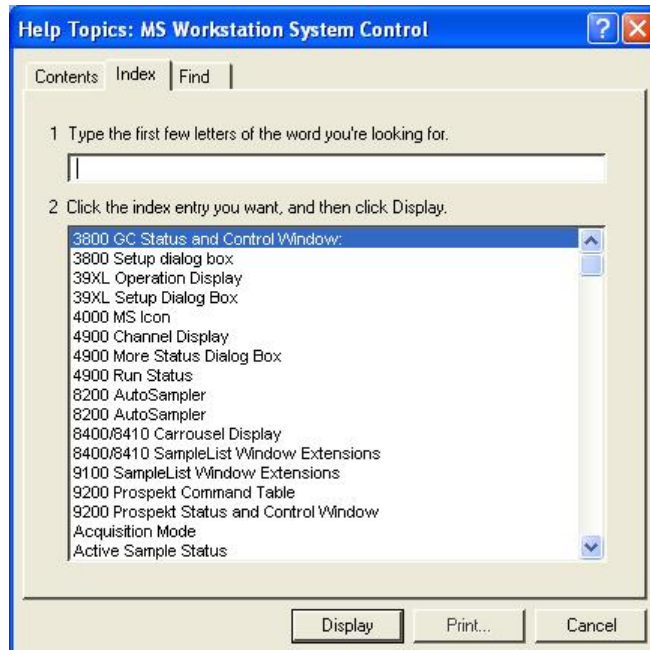 Help Topics: MS Workstation System Control
Contents Index Find
1 Type the first few letters of the word you're looking for.
2 Click the index entry you want, and then click Display.
3800 GC Status and Control Window:
3800 Setup dialog box
39XL Operation Display
39XL Setup Dialog Box
4000 MS Icon
4900 Channel Display
4900 More Status Dialog Box
4900 Run Status
8200 AutoSampler
8200 AutoSampler
8400/8410 Carrousel Display
8400/8410 SampleList Window Extensions
9100 SampleList Window Extensions
9200 Prospekt Command Table
9200 Prospekt Status and Control Window
Acquisition Mode
Active Sample Status
Display Print... Cancel